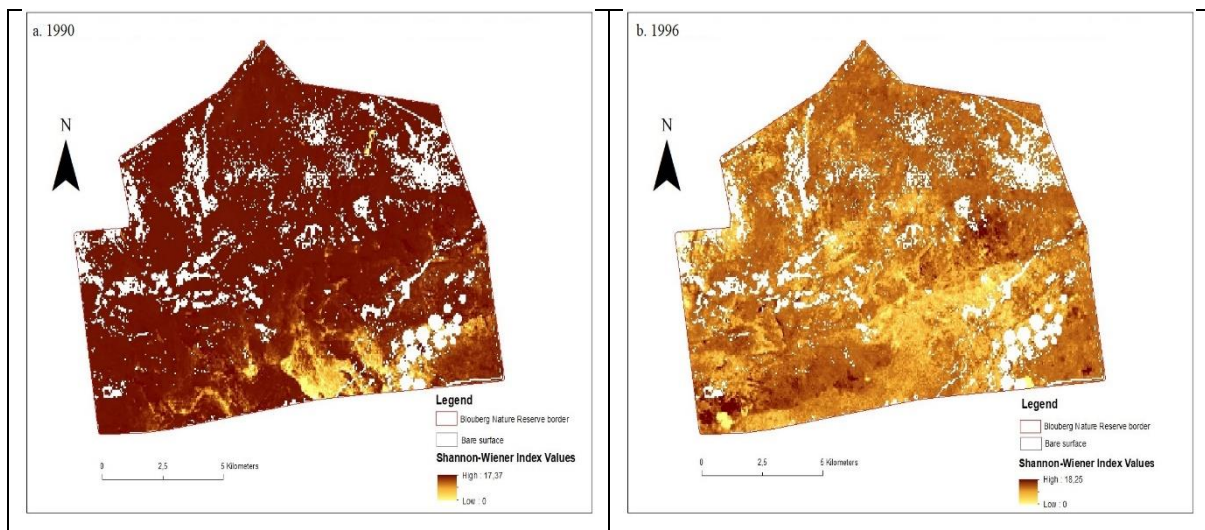 a. 1990
N
Legend
Blouberg Nature Reserve border
Bare surface
Shannon-Wiener Index Values
High : 17,37
Low : 0
0 2,5 5 Kilometers
b. 1996
N
Legend
Blouberg Nature Reserve border
Bare surface
Shannon-Wiener Index Values
High : 18,25
Low : 0
0 2,5 5 Kilometers